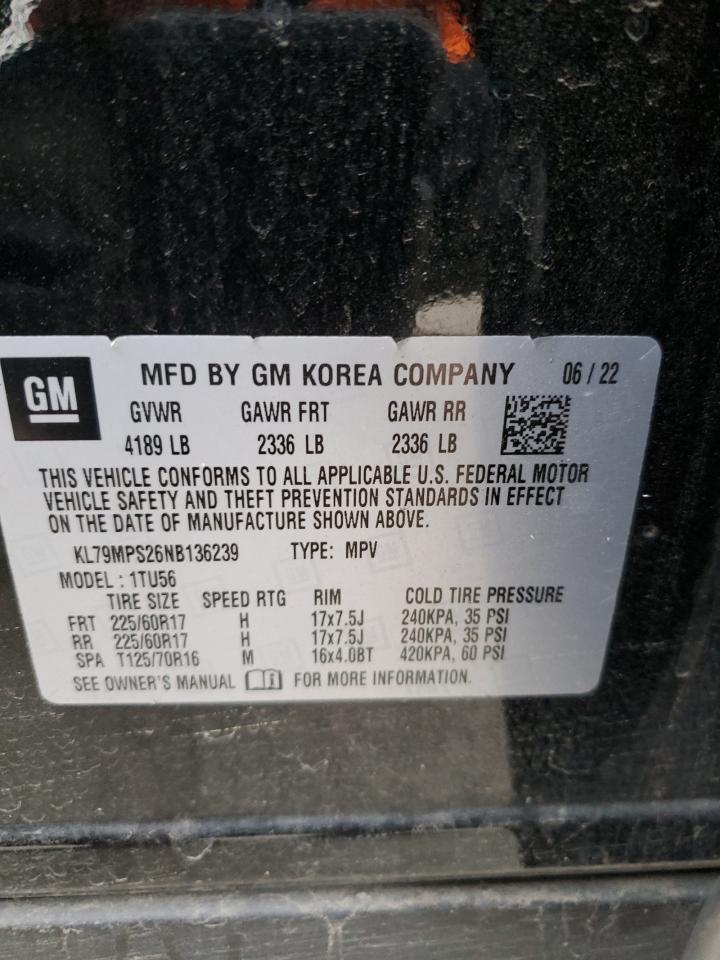 GM
MFD BY GM KOREA COMPANY 06 / 22
GVWR GAWR FRT GAWR RR
4189 LB 2336 LB 2336 LB
THIS VEHICLE CONFORMS TO ALL APPLICABLE U.S. FEDERAL MOTOR
VEHICLE SAFETY AND THEFT PREVENTION STANDARDS IN EFFECT
ON THE DATE OF MANUFACTURE SHOWN ABOVE.
KL79MPS26NB136239 TYPE: MPV
MODEL : 1TU56
TIRE SIZE SPEED RTG RIM COLD TIRE PRESSURE
FRT 225/60R17 H 17x7.5J 240KPA, 35 PSI
RR 225/60R17 H 17x7.5J 240KPA, 35 PSI
SPA T125/70R16 M 16x4.0BT 420KPA, 60 PSI
SEE OWNER'S MANUAL FOR MORE INFORMATION.